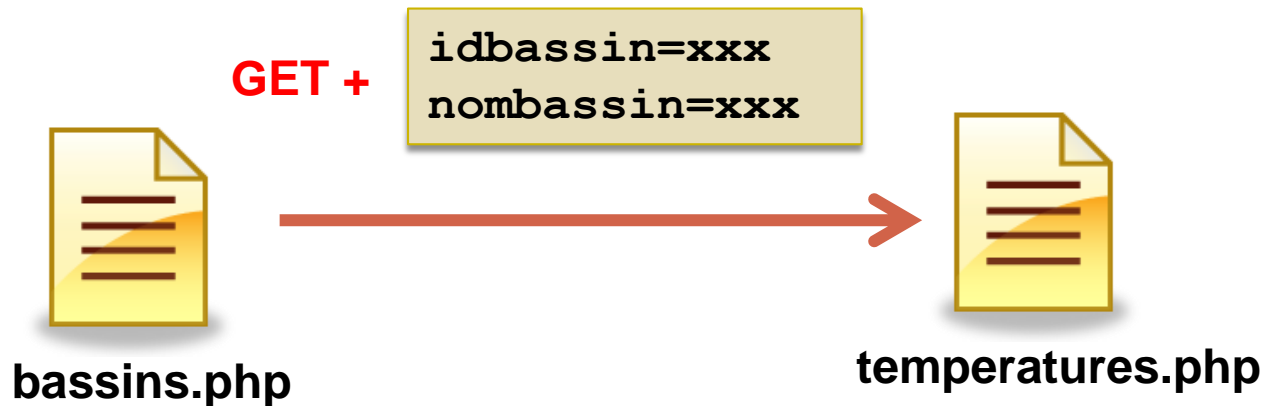 GET +
idbassin=xxx
nombassin=xxx
bassins.php
temperatures.php